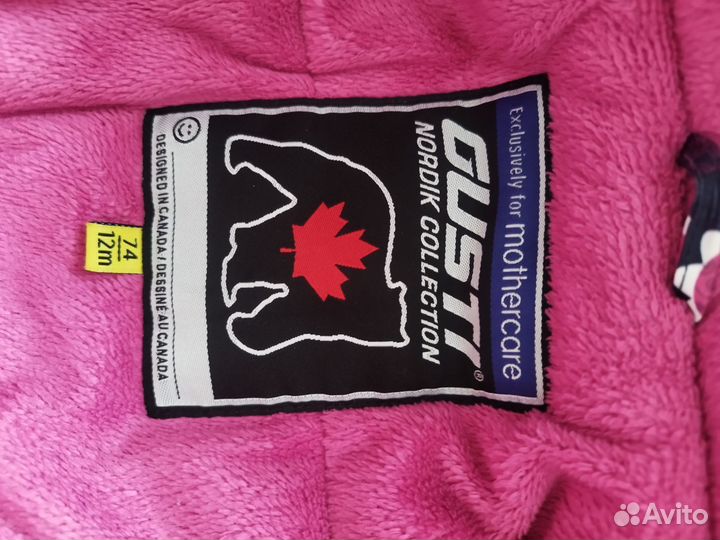 Exclusively for mothercare
GUSTI®
NORDIK COLLECTION
DESIGNED IN CANADA / DESSINÉ AU CANADA
74
12m
Avito